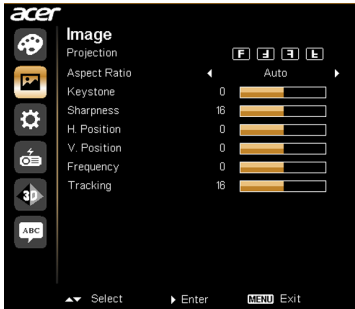 acer
Image
Projection F F F F
Aspect Ratio Auto
Keystone 0
Sharpness 16
H. Position 0
V. Position 0
Frequency 0
Tracking 16
3D
ABC
Select Enter MENU Exit